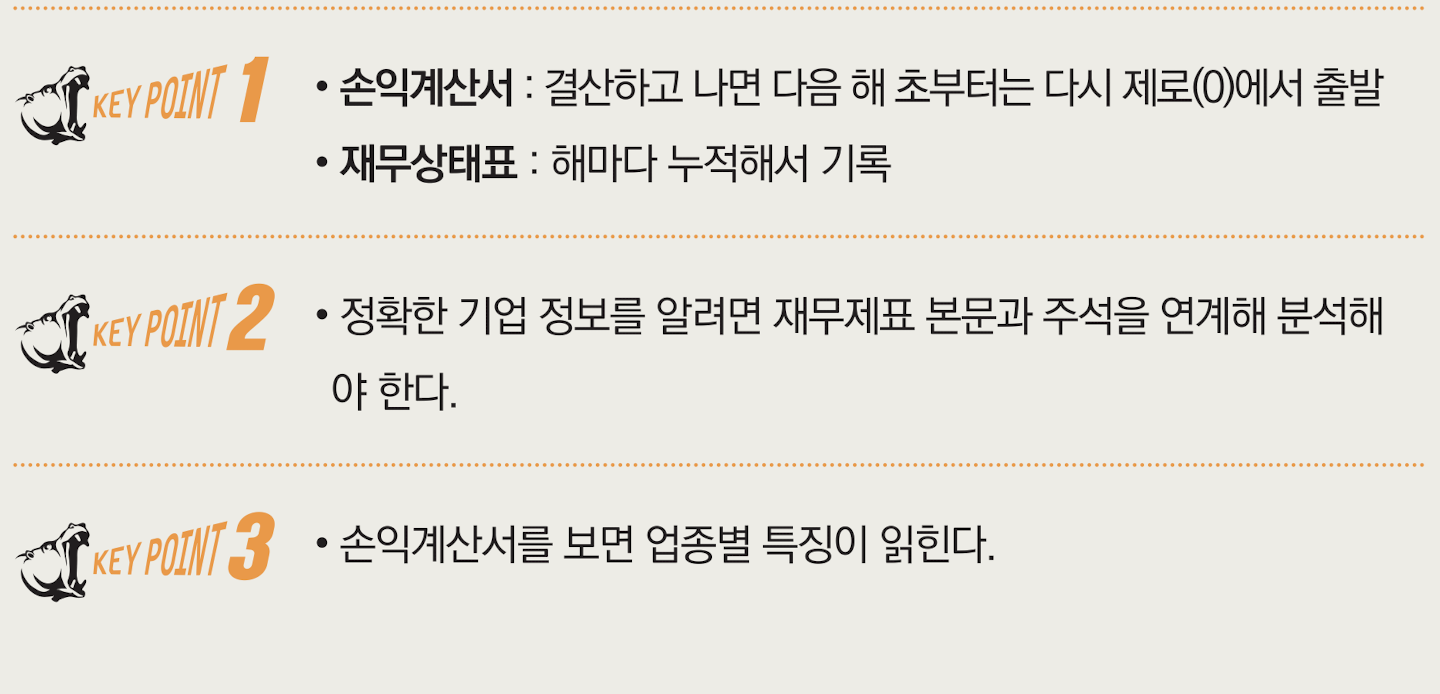 KEY POINT 1
• 손익계산서 : 결산하고 나면 다음 해 초부터는 다시 제로(0)에서 출발
• 재무상태표 : 해마다 누적해서 기록
KEY POINT 2
• 정확한 기업 정보를 알려면 재무제표 본문과 주석을 연계해 분석해
야 한다.
KEY POINT 3
• 손익계산서를 보면 업종별 특징이 읽힌다.